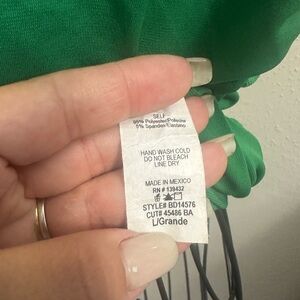 SELF
95% Polyester/Poliester
5% Spandex/Elastano
HAND WASH COLD
DO NOT BLEACH
LINE DRY
MADE IN MEXICO
RN # 139432
STYLE# BD14576
CUT# 45486 BA
L/Grande